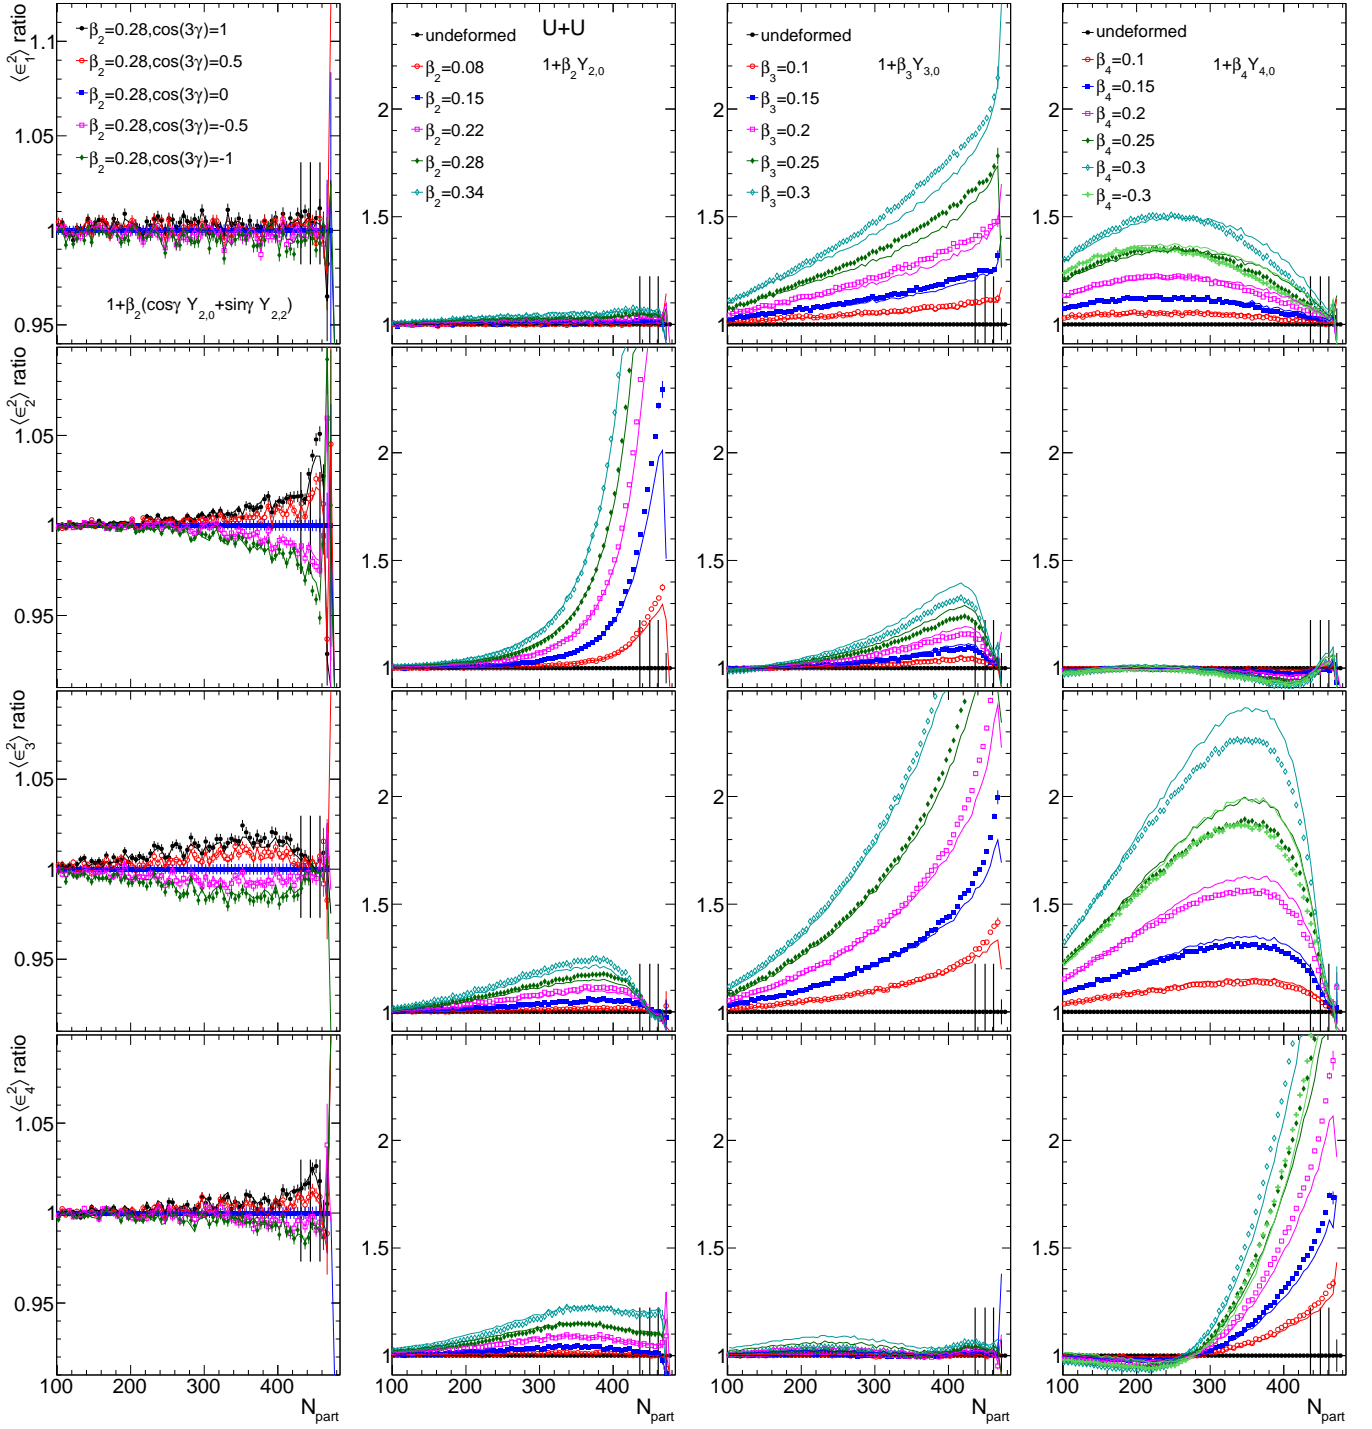 ⟨ϵ₁²⟩ ratio
1.1
1.05
1
0.95
β₂=0.28,cos(3γ)=1
β₂=0.28,cos(3γ)=0.5
β₂=0.28,cos(3γ)=0
β₂=0.28,cos(3γ)=-0.5
β₂=0.28,cos(3γ)=-1
1+β₂(cosγ Y₂,₀+sinγ Y₂,₂)
2
1.5
1
undeformed
β₂=0.08
β₂=0.15
β₂=0.22
β₂=0.28
β₂=0.34
U+U
1+β₂Y₂,₀
2
1.5
1
undeformed
β₃=0.1
β₃=0.15
β₃=0.2
β₃=0.25
β₃=0.3
1+β₃Y₃,₀
2
1.5
1
undeformed
β₄=0.1
β₄=0.15
β₄=0.2
β₄=0.25
β₄=0.3
β₄=-0.3
1+β₄Y₄,₀
⟨ϵ₂²⟩ ratio
1.05
1
0.95
2
1.5
1
2
1.5
1
2
1.5
1
⟨ϵ₃²⟩ ratio
1.05
1
0.95
2
1.5
1
2
1.5
1
2
1.5
1
⟨ϵ₄²⟩ ratio
1.05
1
0.95
2
1.5
1
2
1.5
1
2
1.5
1
100 200 300 400
N_part
100 200 300 400
N_part
100 200 300 400
N_part
100 200 300 400
N_part